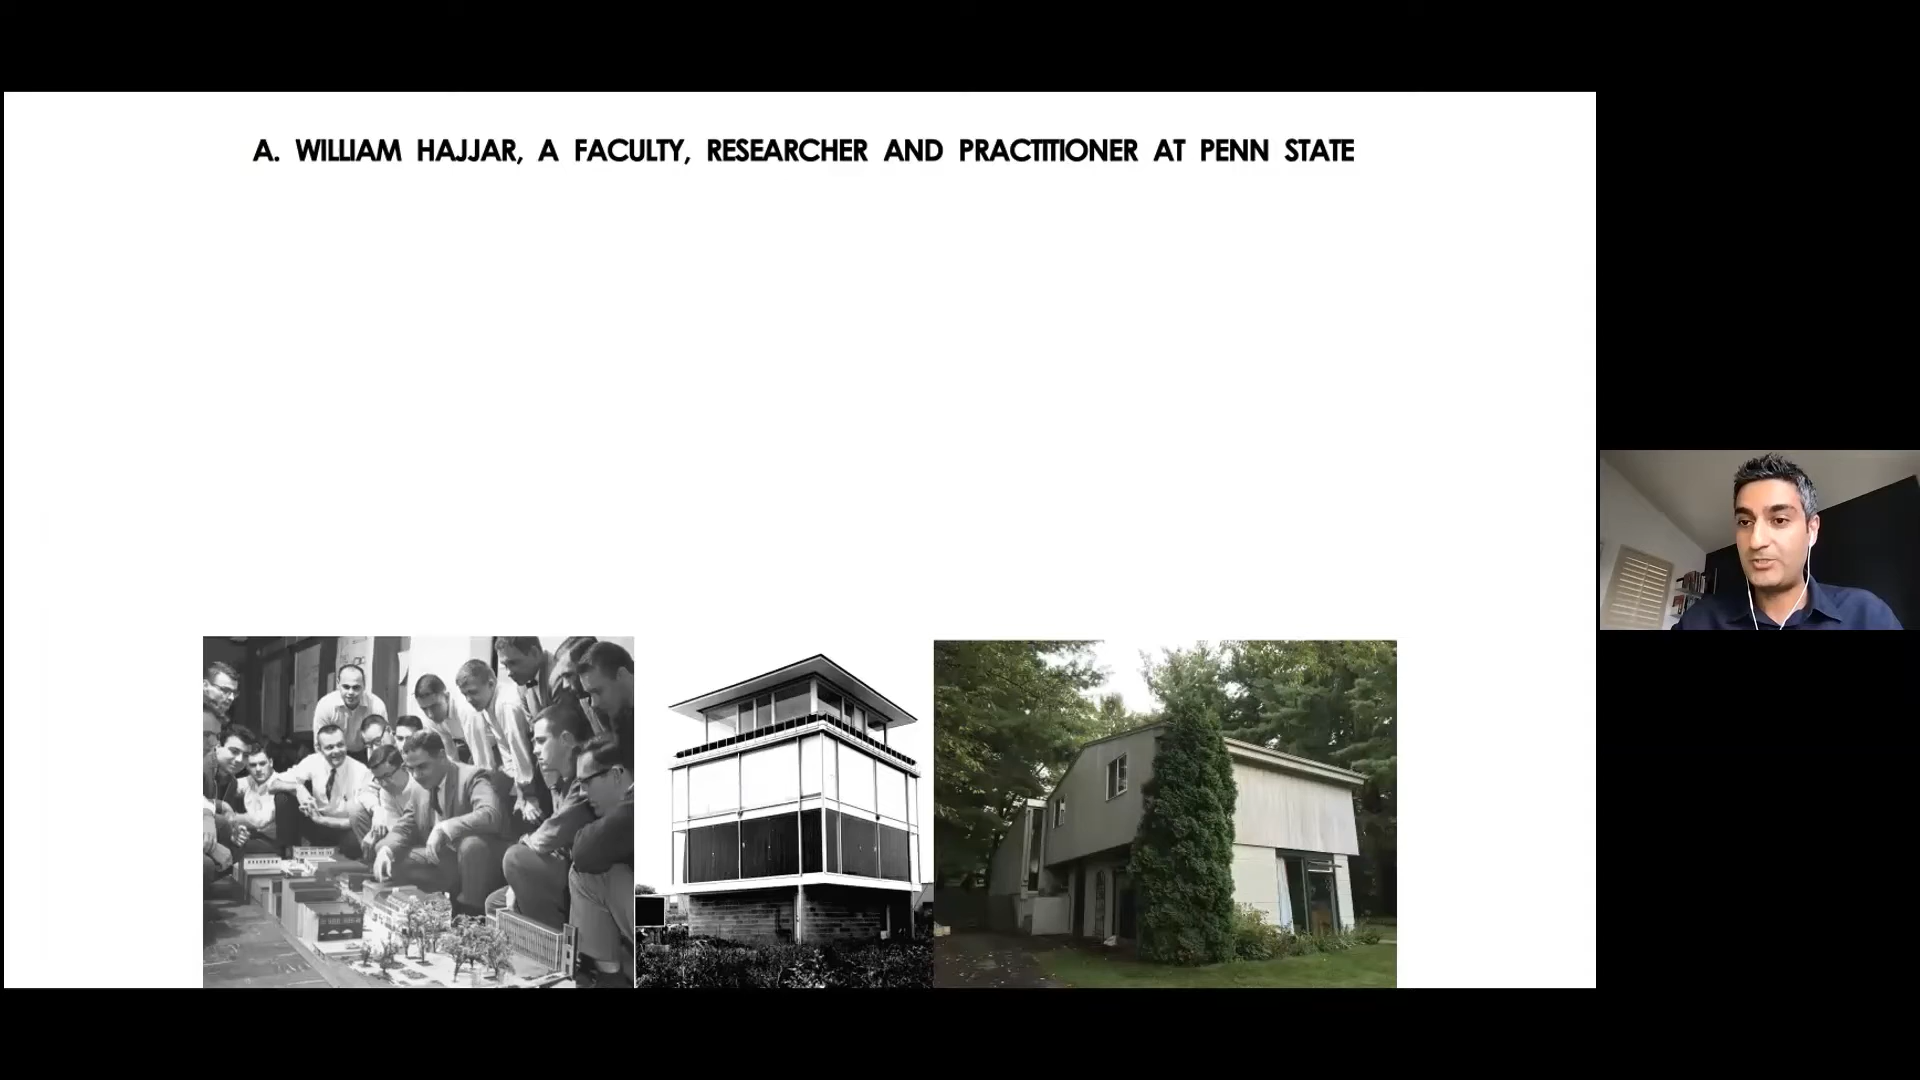 A. WILLIAM HAJJAR, A FACULTY, RESEARCHER AND PRACTITIONER AT PENN STATE